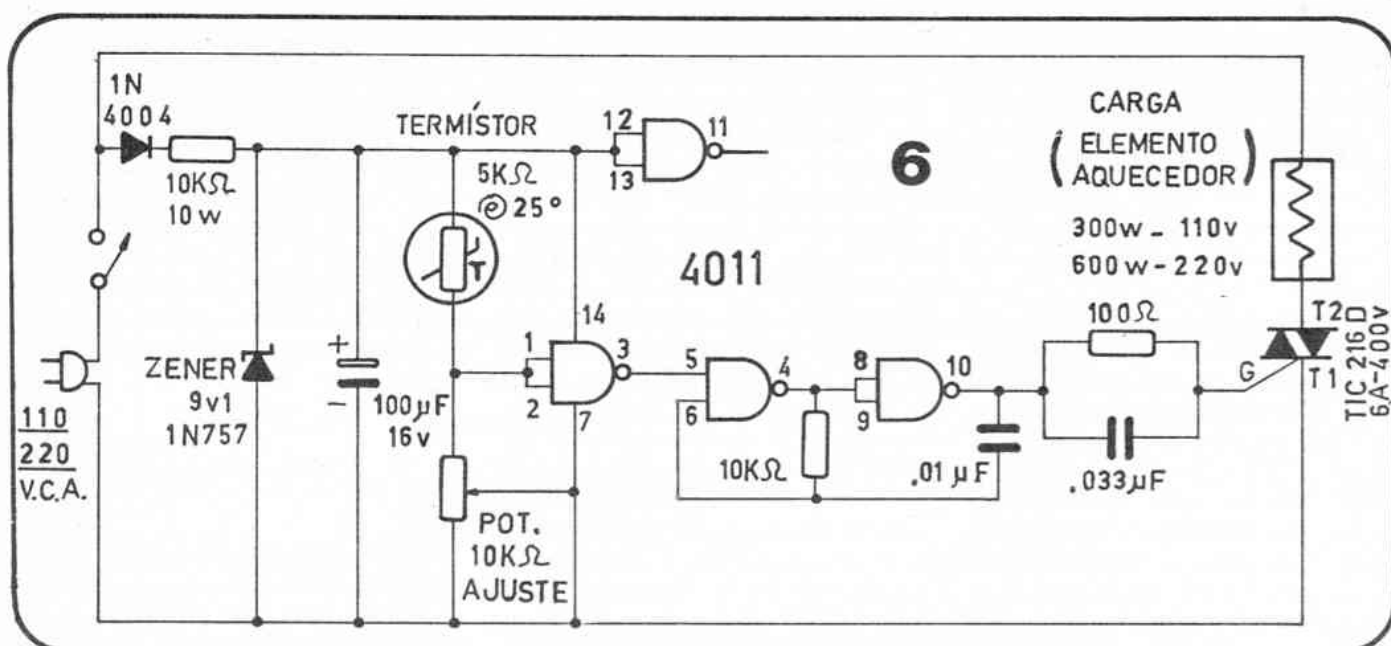 1N
4004
10KΩ
10w
ZENER
9v1
1N757
110
220
V.C.A.
+
-
100µF
16v
TERMÍSTOR
5KΩ
@ 25°
T
POT.
10KΩ
AJUSTE
12
13
11
14
1
2
3
7
4011
5
6
4
10KΩ
8
9
10
.01 µF
6
100Ω
.033µF
CARGA
( ELEMENTO
AQUECEDOR )
300w - 110v
600w - 220v
G
T2
T1
TIC 216 D
6A-400v